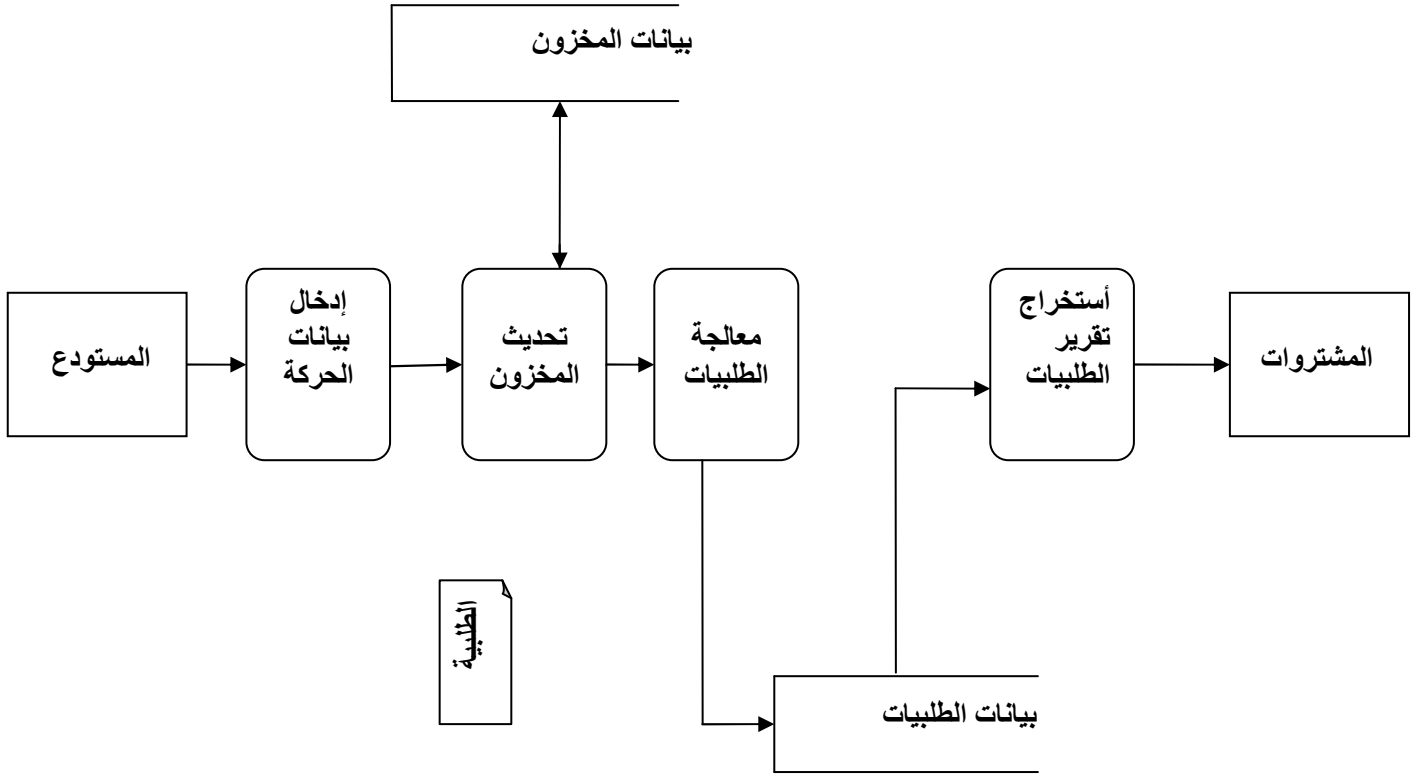 بيانات المخزون
المستودع
إدخال
بيانات
الحركة
تحديث
المخزون
معالجة
الطلبيات
أستخراج
تقرير
الطلبيات
المشتروات
الطلبية
بيانات الطلبيات